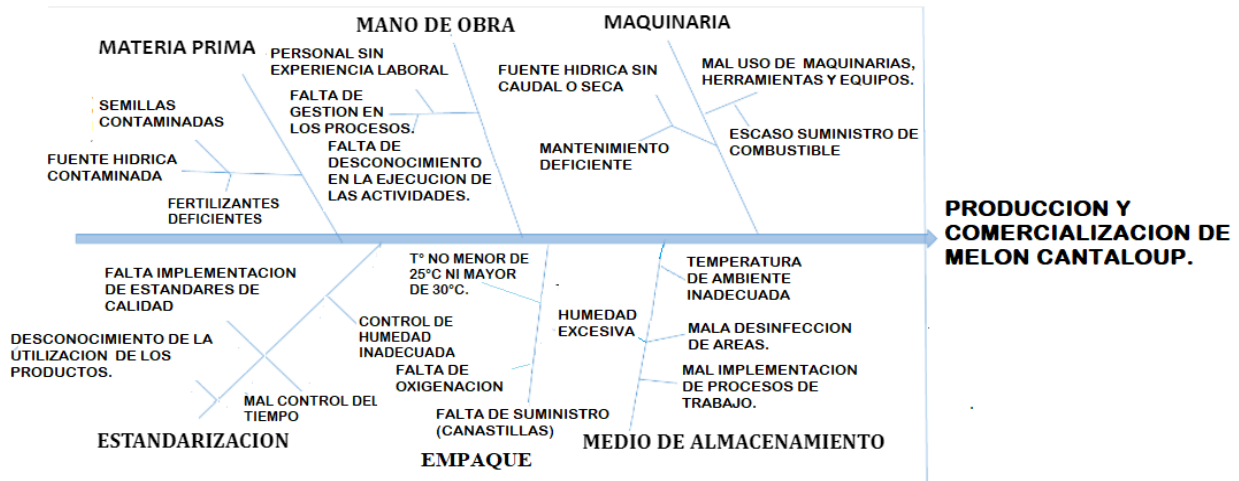 MATERIA PRIMA
MANO DE OBRA
MAQUINARIA
SEMILLAS
CONTAMINADAS
FUENTE HIDRICA
CONTAMINADA
FERTILIZANTES
DEFICIENTES
PERSONAL SIN
EXPERIENCIA LABORAL
FALTA DE
GESTION EN
LOS PROCESOS.
FALTA DE
DESCONOCIMIENTO
EN LA EJECUCION DE
LAS ACTIVIDADES.
FUENTE HIDRICA SIN
CAUDAL O SECA
MANTENIMIENTO
DEFICIENTE
MAL USO DE MAQUINARIAS,
HERRAMIENTAS Y EQUIPOS.
ESCASO SUMINISTRO DE
COMBUSTIBLE
PRODUCCION Y
COMERCIALIZACION DE
MELON CANTALOUP.
FALTA IMPLEMENTACION
DE ESTANDARES DE
CALIDAD
DESCONOCIMIENTO DE LA
ÚTILIZACION DE LOS
PRODUCTOS.
CONTROL DE
HUMEDAD
INADECUADA
MAL CONTROL DEL
TIEMPO
T° NO MENOR DE
25°C NI MAYOR
DE 30°C.
FALTA DE
OXIGENACION
FALTA DE SUMINISTRO
(CANASTILLAS)
HUMEDAD
EXCESIVA
TEMPERATURA
DE AMBIENTE
INADECUADA
MALA DESINFECCION
DE AREAS.
MAL IMPLEMENTACION
DE PROCESOS DE
TRABAJO.
ESTANDARIZACION
EMPAQUE
MEDIO DE ALMACENAMIENTO